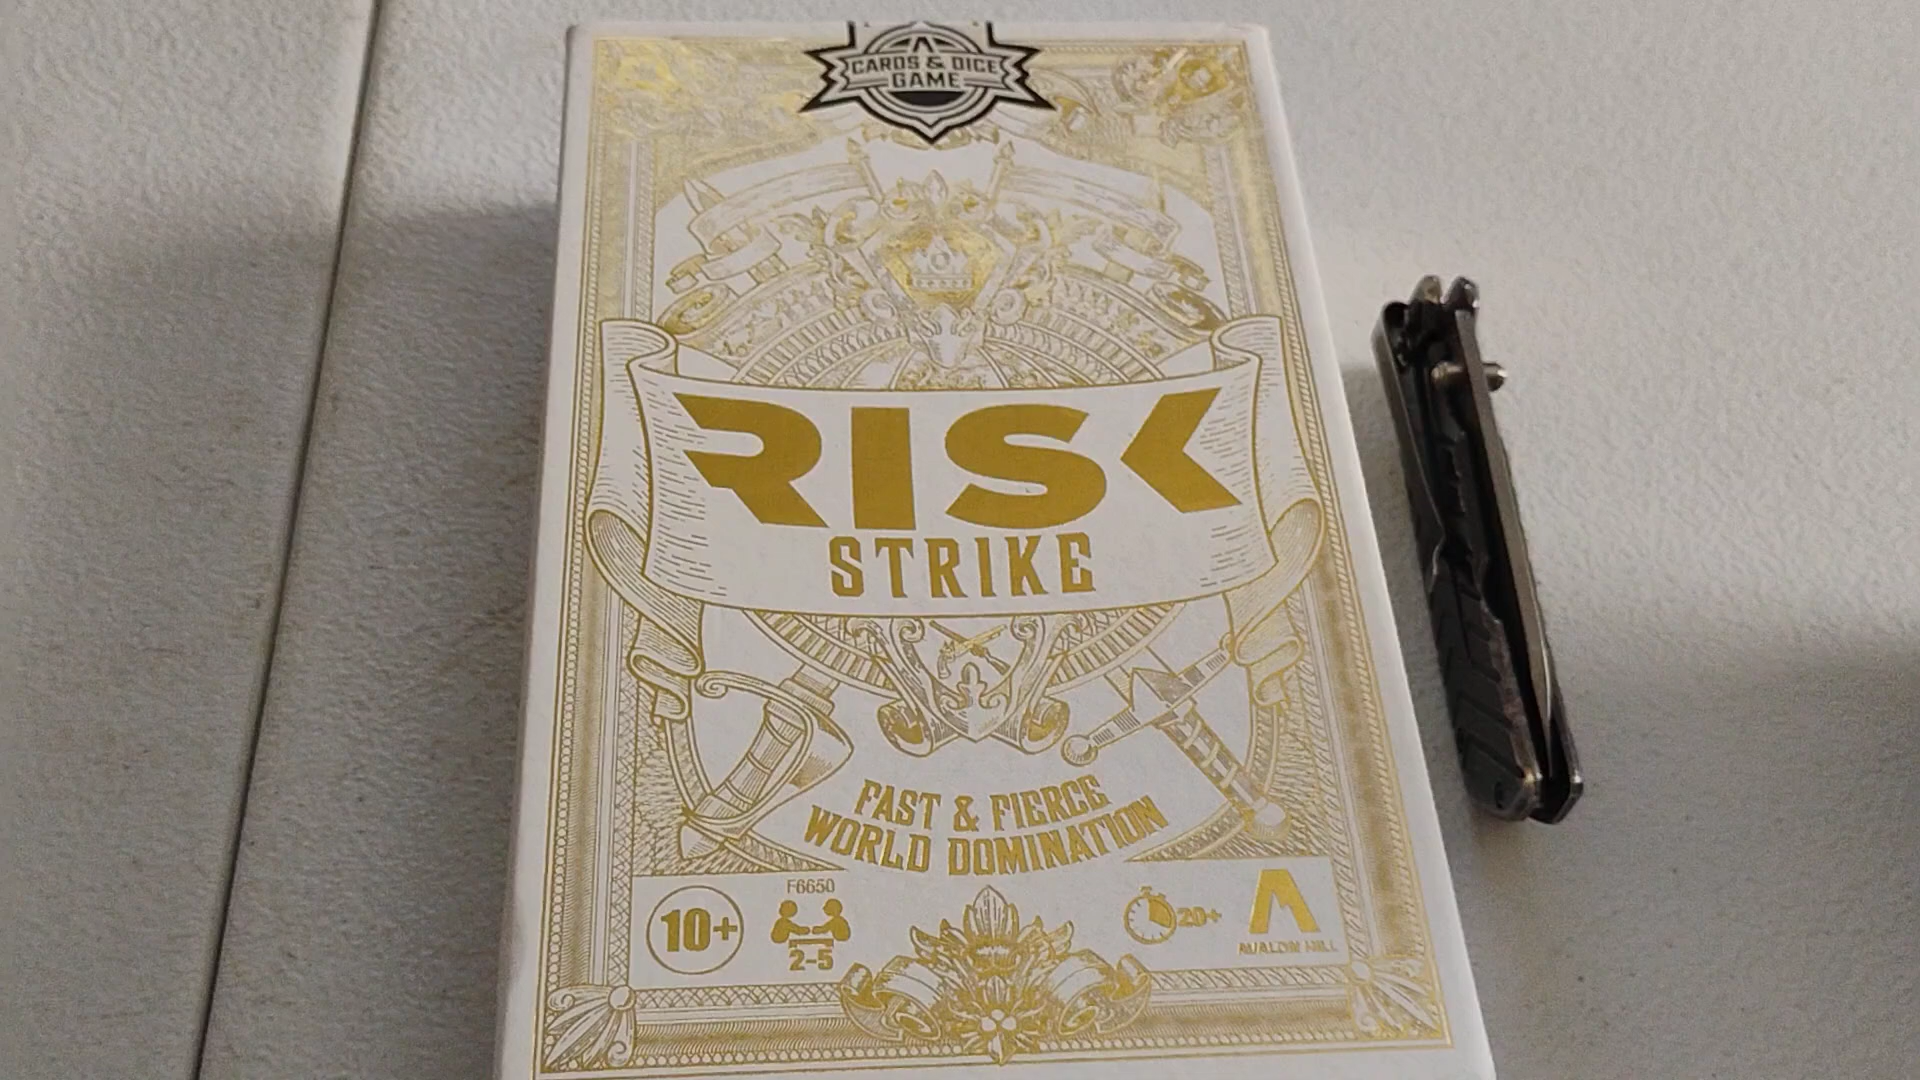 CARDS & DICE
GAME
RISK
STRIKE
FAST & FIERCE
WORLD DOMINATION
F6650
10+
2-5
20+
AVALON HILL